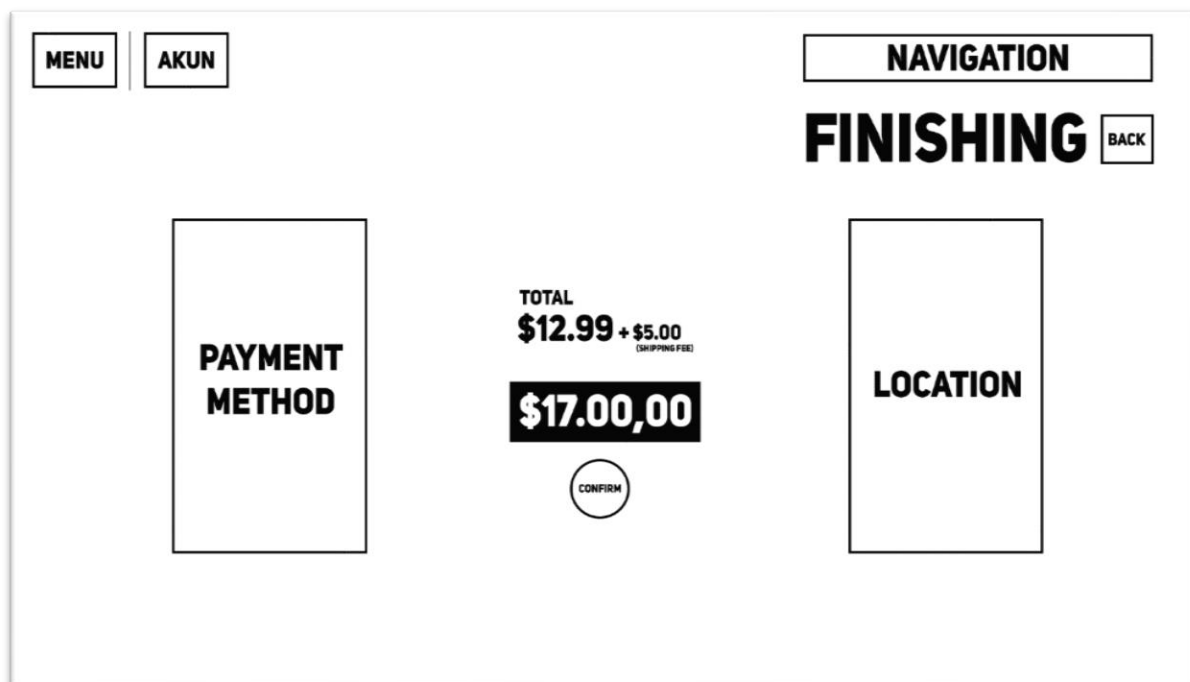 MENU
AKUN
NAVIGATION
FINISHING
BACK
PAYMENT
METHOD
TOTAL
$12.99 + $5.00
(SHIPPING FEE)
$17.00,00
CONFIRM
LOCATION